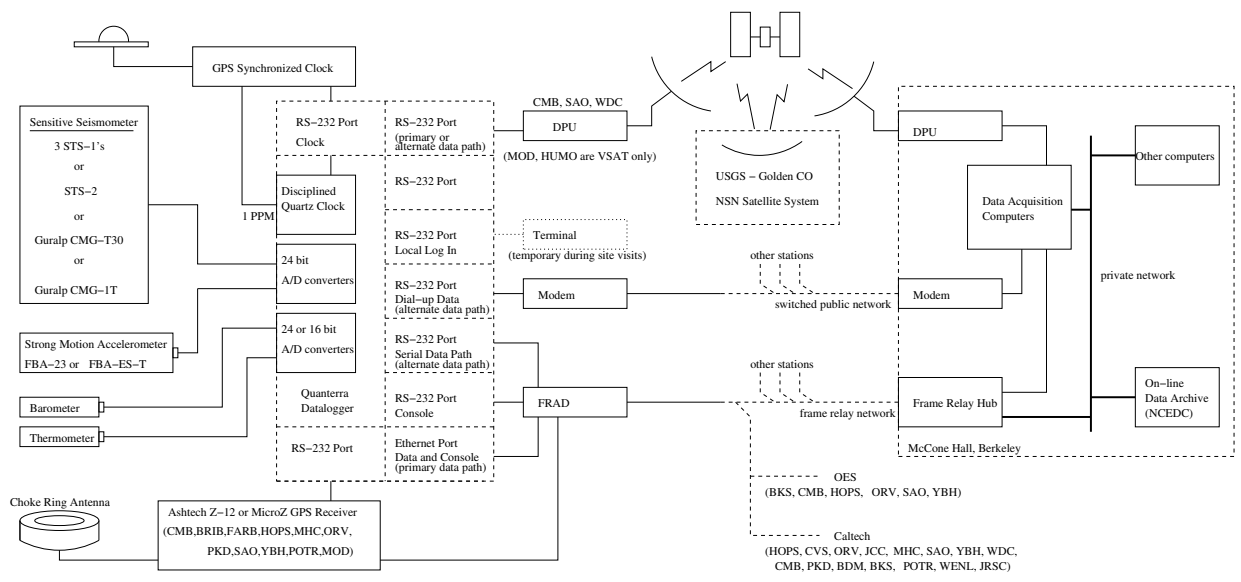 GPS Synchronized Clock
Sensitive Seismometer
3 STS-1's
or
STS-2
or
Guralp CMG-T30
or
Guralp CMG-1T
Strong Motion Accelerometer
FBA-23 or FBA-ES-T
Barometer
Thermometer
Choke Ring Antenna
1 PPM
RS-232 Port
Clock
Disciplined
Quartz Clock
24 bit
A/D converters
24 or 16 bit
A/D converters
Quanterra
Datalogger
RS-232 Port
RS-232 Port
(primary or
alternate data path)
RS-232 Port
RS-232 Port
Local Log In
RS-232 Port
Dial-up Data
(alternate data path)
RS-232 Port
Serial Data Path
(alternate data path)
RS-232 Port
Console
Ethernet Port
Data and Console
(primary data path)
Ashtech Z-12 or MicroZ GPS Receiver
(CMB,BRIB,FARB,HOPS,MHC,ORV,
PKD,SAO,YBH,POTR,MOD)
CMB, SAO, WDC
DPU
(MOD, HUMO are VSAT only)
Terminal
(temporary during site visits)
Modem
FRAD
USGS - Golden CO
NSN Satellite System
other stations
switched public network
other stations
frame relay network
OES
(BKS, CMB, HOPS, ORV, SAO, YBH)
Caltech
(HOPS, CVS, ORV, JCC, MHC, SAO, YBH, WDC,
CMB, PKD, BDM, BKS, POTR, WENL, JRSC)
DPU
Data Acquisition
Computers
Modem
Frame Relay Hub
McCone Hall, Berkeley
Other computers
private network
On-line
Data Archive
(NCEDC)